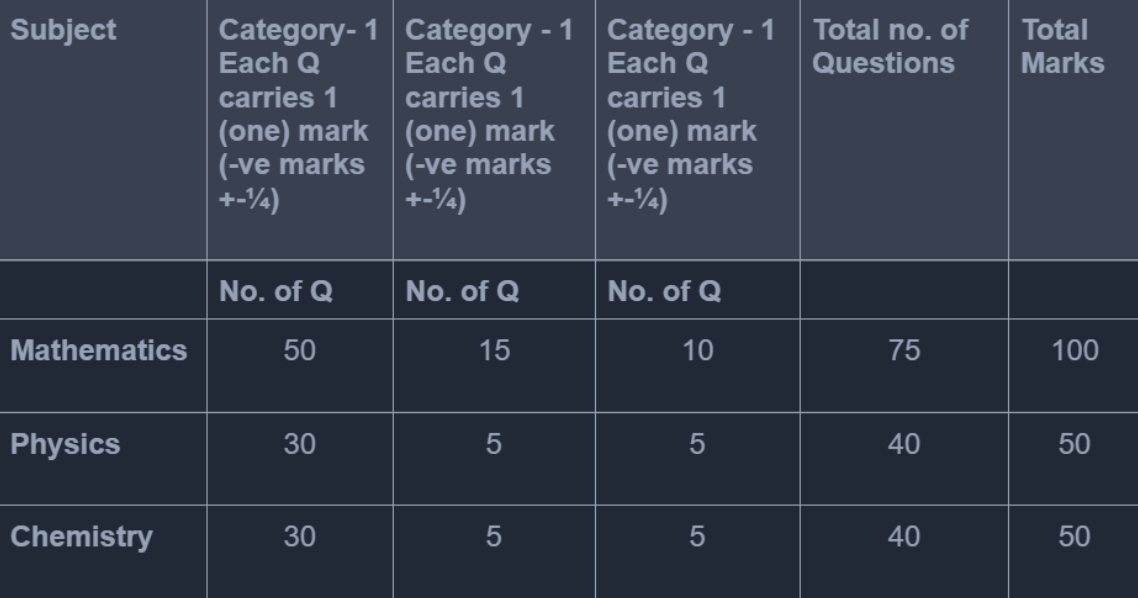 Subject
Category- 1
Each Q
carries 1
(one) mark
(-ve marks
+-¼)
Category - 1
Each Q
carries 1
(one) mark
(-ve marks
+-¼)
Category - 1
Each Q
carries 1
(one) mark
(-ve marks
+-¼)
Total no. of
Questions
Total
Marks
No. of Q
No. of Q
No. of Q
Mathematics 50 15 10 75 100
Physics 30 5 5 40 50
Chemistry 30 5 5 40 50